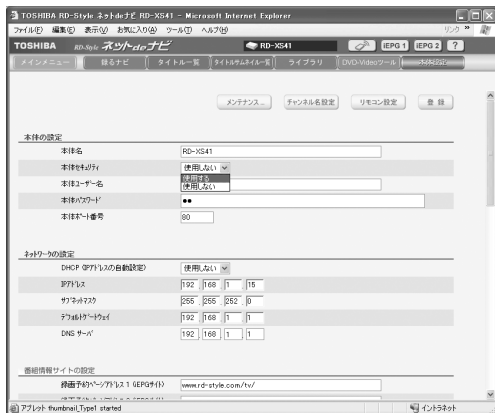 TOSHIBA RD-Style ネットdeナビ RD-XS41 - Microsoft Internet Explorer
ファイル(F) 編集(E) 表示(V) お気に入り(A) ツール(T) ヘルプ(H) リンク »
TOSHIBA RD-Style ネットdeナビ RD-XS41 iEPG 1 iEPG 2 ?
メインメニュー 録るナビ タイトル一覧 タイトルサムネイル一覧 ライブラリ DVD-Videoツール 本体設定
メンテナンス... チャンネル名設定 リモコン設定 登 録
本体の設定
本体名 RD-XS41
本体セキュリティ 使用しない
使用する
本体ユーザー名 使用しない
本体パスワード ●●
本体ポート番号 80
ネットワークの設定
DHCP (IPアドレスの自動設定) 使用しない
IPアドレス 192 . 168 . 1 . 15
サブネットマスク 255 . 255 . 252 . 0
デフォルトゲートウェイ 192 . 168 . 1 . 1
DNS サーバ 192 . 168 . 1 . 1
番組情報サイトの設定
録画予約ページアドレス 1 (iEPGサイト) www.rd-style.com/tv/
アプレット thumbnail_Type1 started イントラネット